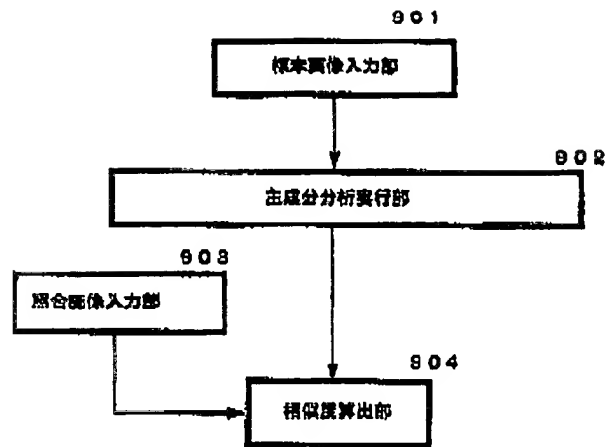 901
標本画像入力部
902
主成分分析実行部
903
照合画像入力部
904
相似度算出部